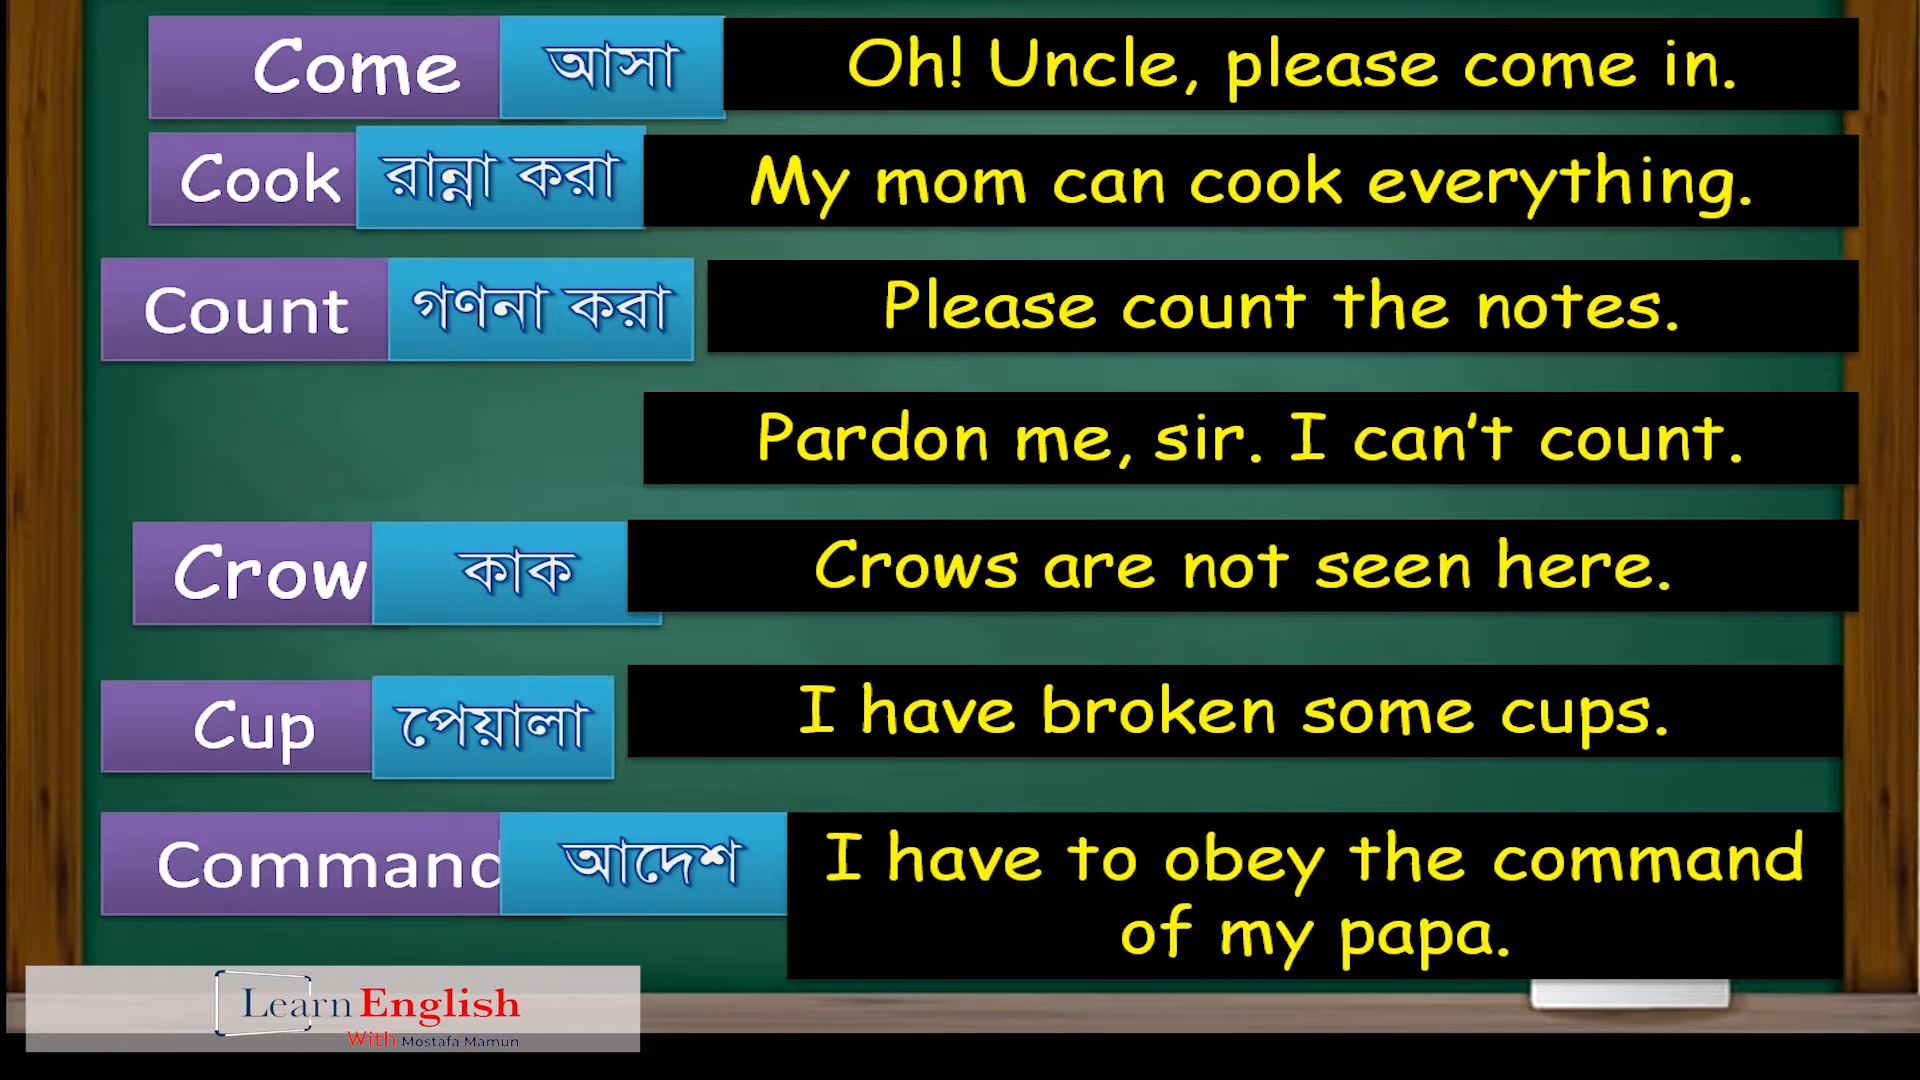 Come আসা Oh! Uncle, please come in.
Cook রান্না করা My mom can cook everything.
Count গণনা করা Please count the notes.
Pardon me, sir. I can't count.
Crow কাক Crows are not seen here.
Cup পেয়ালা I have broken some cups.
Command আদেশ I have to obey the command
of my papa.
Learn English
With Mostafa Mamun